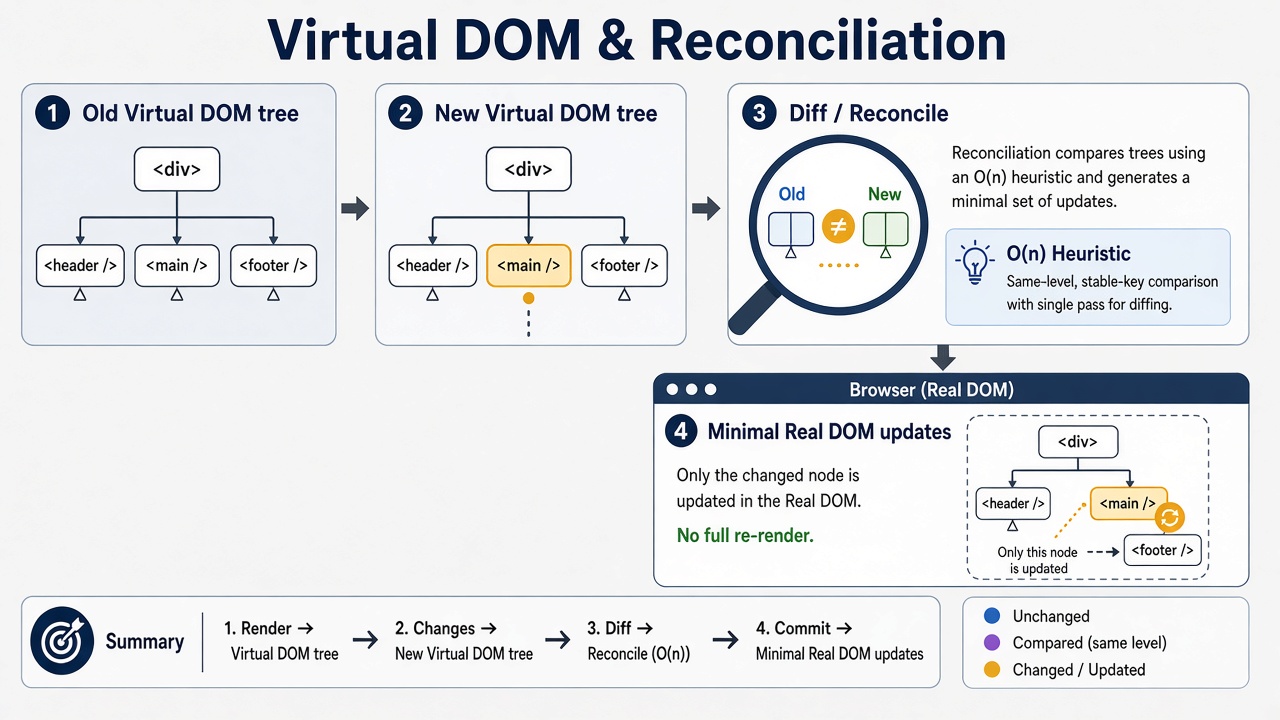 Virtual DOM & Reconciliation
1 Old Virtual DOM tree
<div>
<header /> <main /> <footer />
2 New Virtual DOM tree
<div>
<header /> <main /> <footer />
3 Diff / Reconcile
Old ≠ New
Reconciliation compares trees using
an O(n) heuristic and generates a
minimal set of updates.
O(n) Heuristic
Same-level, stable-key comparison
with single pass for diffing.
Browser (Real DOM)
4 Minimal Real DOM updates
Only the changed node is
updated in the Real DOM.
No full re-render.
<div>
<header /> <main />
<footer />
Only this node
is updated
Summary
1. Render →
Virtual DOM tree
2. Changes →
New Virtual DOM tree
3. Diff →
Reconcile (O(n))
4. Commit →
Minimal Real DOM updates
Unchanged
Compared (same level)
Changed / Updated